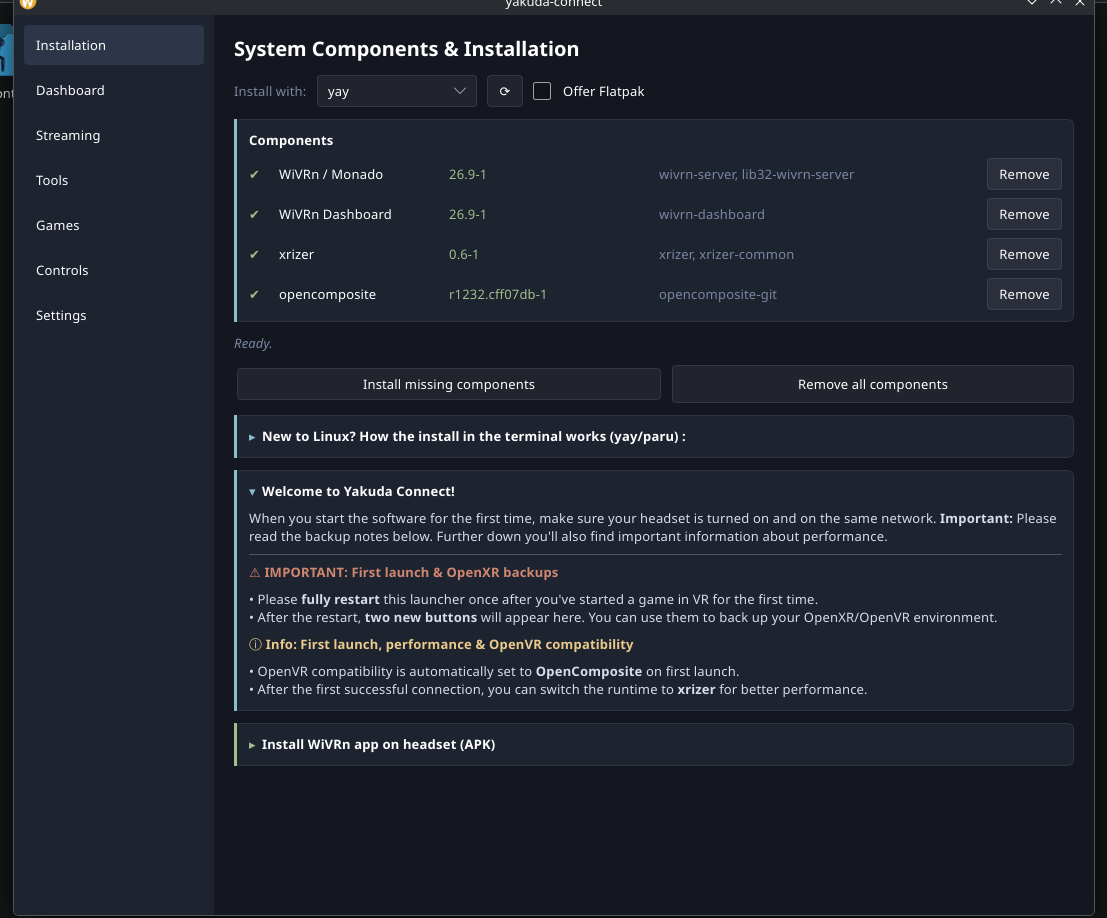 yakuda-connect
Installation
Dashboard
Streaming
Tools
Games
Controls
Settings
System Components & Installation
Install with: yay ⟳ Offer Flatpak
Components
✔ WiVRn / Monado 26.9-1 wivrn-server, lib32-wivrn-server Remove
✔ WiVRn Dashboard 26.9-1 wivrn-dashboard Remove
✔ xrizer 0.6-1 xrizer, xrizer-common Remove
✔ opencomposite r1232.cff07db-1 opencomposite-git Remove
Ready.
Install missing components Remove all components
▸ New to Linux? How the install in the terminal works (yay/paru) :
▾ Welcome to Yakuda Connect!
When you start the software for the first time, make sure your headset is turned on and on the same network. Important: Please
read the backup notes below. Further down you'll also find important information about performance.
⚠ IMPORTANT: First launch & OpenXR backups
• Please fully restart this launcher once after you've started a game in VR for the first time.
• After the restart, two new buttons will appear here. You can use them to back up your OpenXR/OpenVR environment.
ⓘ Info: First launch, performance & OpenVR compatibility
• OpenVR compatibility is automatically set to OpenComposite on first launch.
• After the first successful connection, you can switch the runtime to xrizer for better performance.
▸ Install WiVRn app on headset (APK)